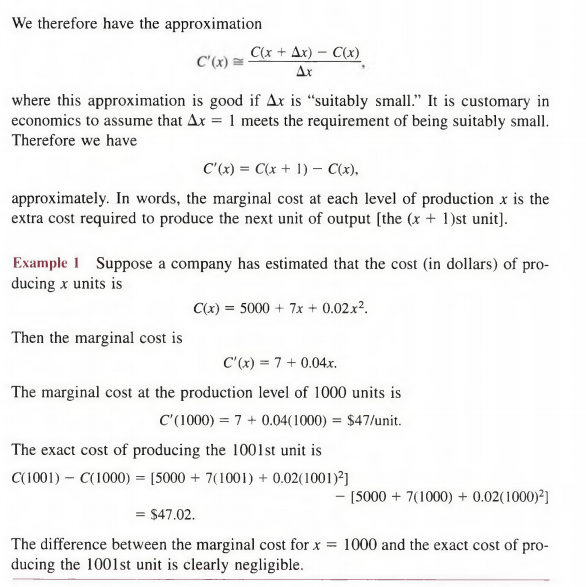 We therefore have the approximation
C'(x) ≅ C(x + Δx) − C(x) / Δx,
where this approximation is good if Δx is “suitably small.” It is customary in
economics to assume that Δx = 1 meets the requirement of being suitably small.
Therefore we have
C'(x) = C(x + 1) − C(x),
approximately. In words, the marginal cost at each level of production x is the
extra cost required to produce the next unit of output [the (x + 1)st unit].
Example 1 Suppose a company has estimated that the cost (in dollars) of pro-
ducing x units is
C(x) = 5000 + 7x + 0.02x².
Then the marginal cost is
C'(x) = 7 + 0.04x.
The marginal cost at the production level of 1000 units is
C'(1000) = 7 + 0.04(1000) = $47/unit.
The exact cost of producing the 1001st unit is
C(1001) − C(1000) = [5000 + 7(1001) + 0.02(1001)²]
− [5000 + 7(1000) + 0.02(1000)²]
= $47.02.
The difference between the marginal cost for x = 1000 and the exact cost of pro-
ducing the 1001st unit is clearly negligible.